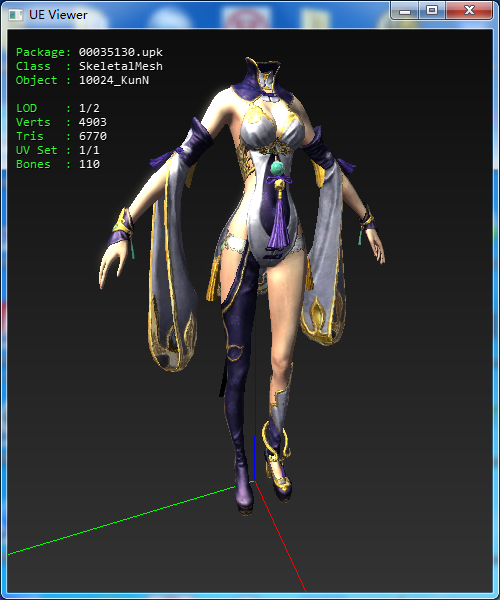 UE Viewer
Package: 00035130.upk
Class : SkeletalMesh
Object : 10024_KunN
LOD : 1/2
Verts : 4903
Tris : 6770
UV Set : 1/1
Bones : 110